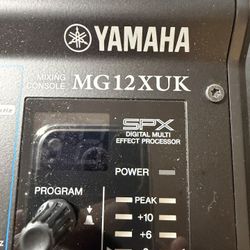 YAMAHA
MIXING
CONSOLE
MG12XUK
SPX
DIGITAL MULTI
EFFECT PROCESSOR
POWER
PROGRAM
PEAK
+10
+6